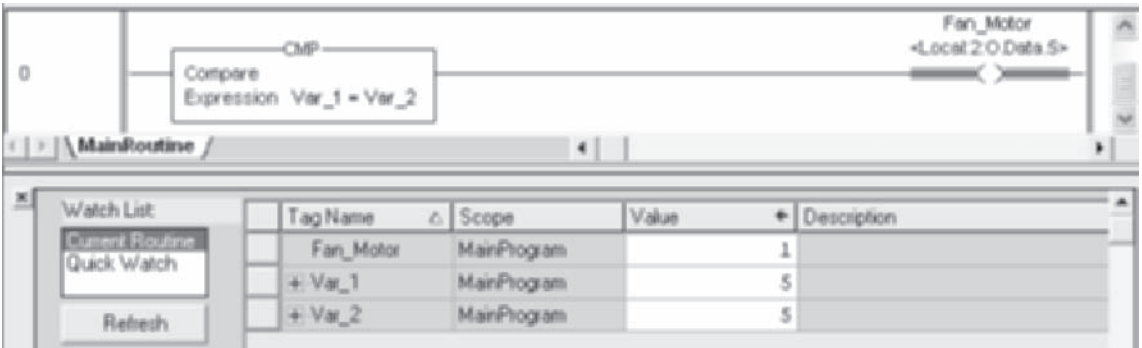 Fan_Motor
<Local:2:O.Data.5>
CMP
0
Compare
Expression Var_1 = Var_2
MainRoutine
Watch List:
Current Routine
Quick Watch
Refresh
Tag Name Scope Value Description
Fan_Motor MainProgram 1
+ Var_1 MainProgram 5
+ Var_2 MainProgram 5